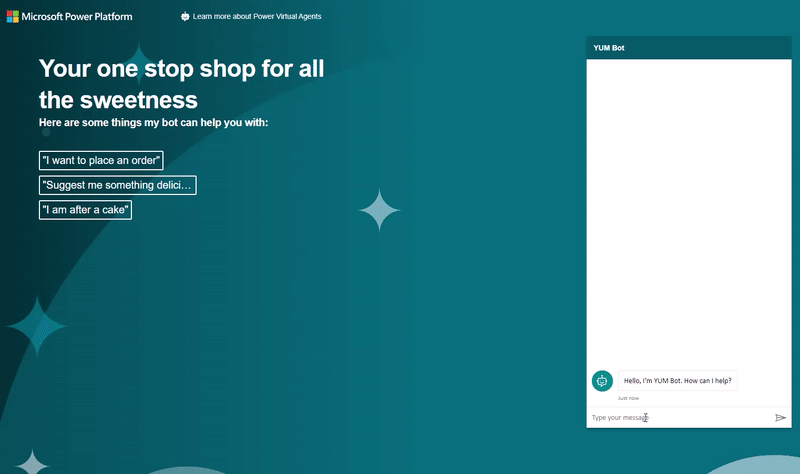 Microsoft Power Platform
Learn more about Power Virtual Agents
Your one stop shop for all
the sweetness
Here are some things my bot can help you with:
"I want to place an order"
"Suggest me something delici…
"I am after a cake"
YUM Bot
Hello, I'm YUM Bot. How can I help?
Just now
Type your message